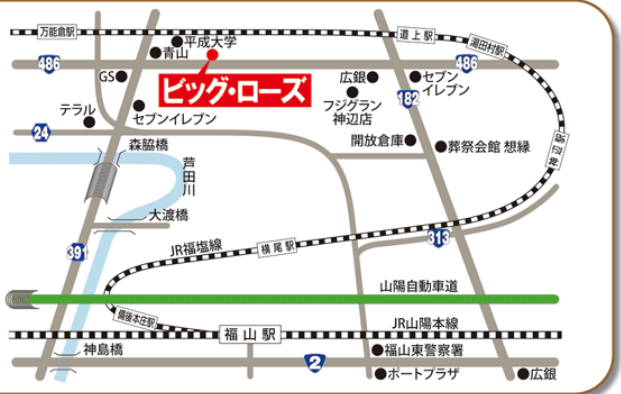 万能倉駅
道上駅
湯田村駅
平成大学
青山
486
486
GS
ビッグ・ローズ
広銀
セブン
イレブン
182
フジグラン
神辺店
テラル
セブンイレブン
24
開放倉庫
葬祭会館 想縁
神辺駅
森脇橋
芦田川
大渡橋
391
JR福塩線
横尾駅
313
山陽自動車道
備後本庄駅
福山駅
JR山陽本線
神島橋
2
福山東警察署
ポートプラザ
広銀